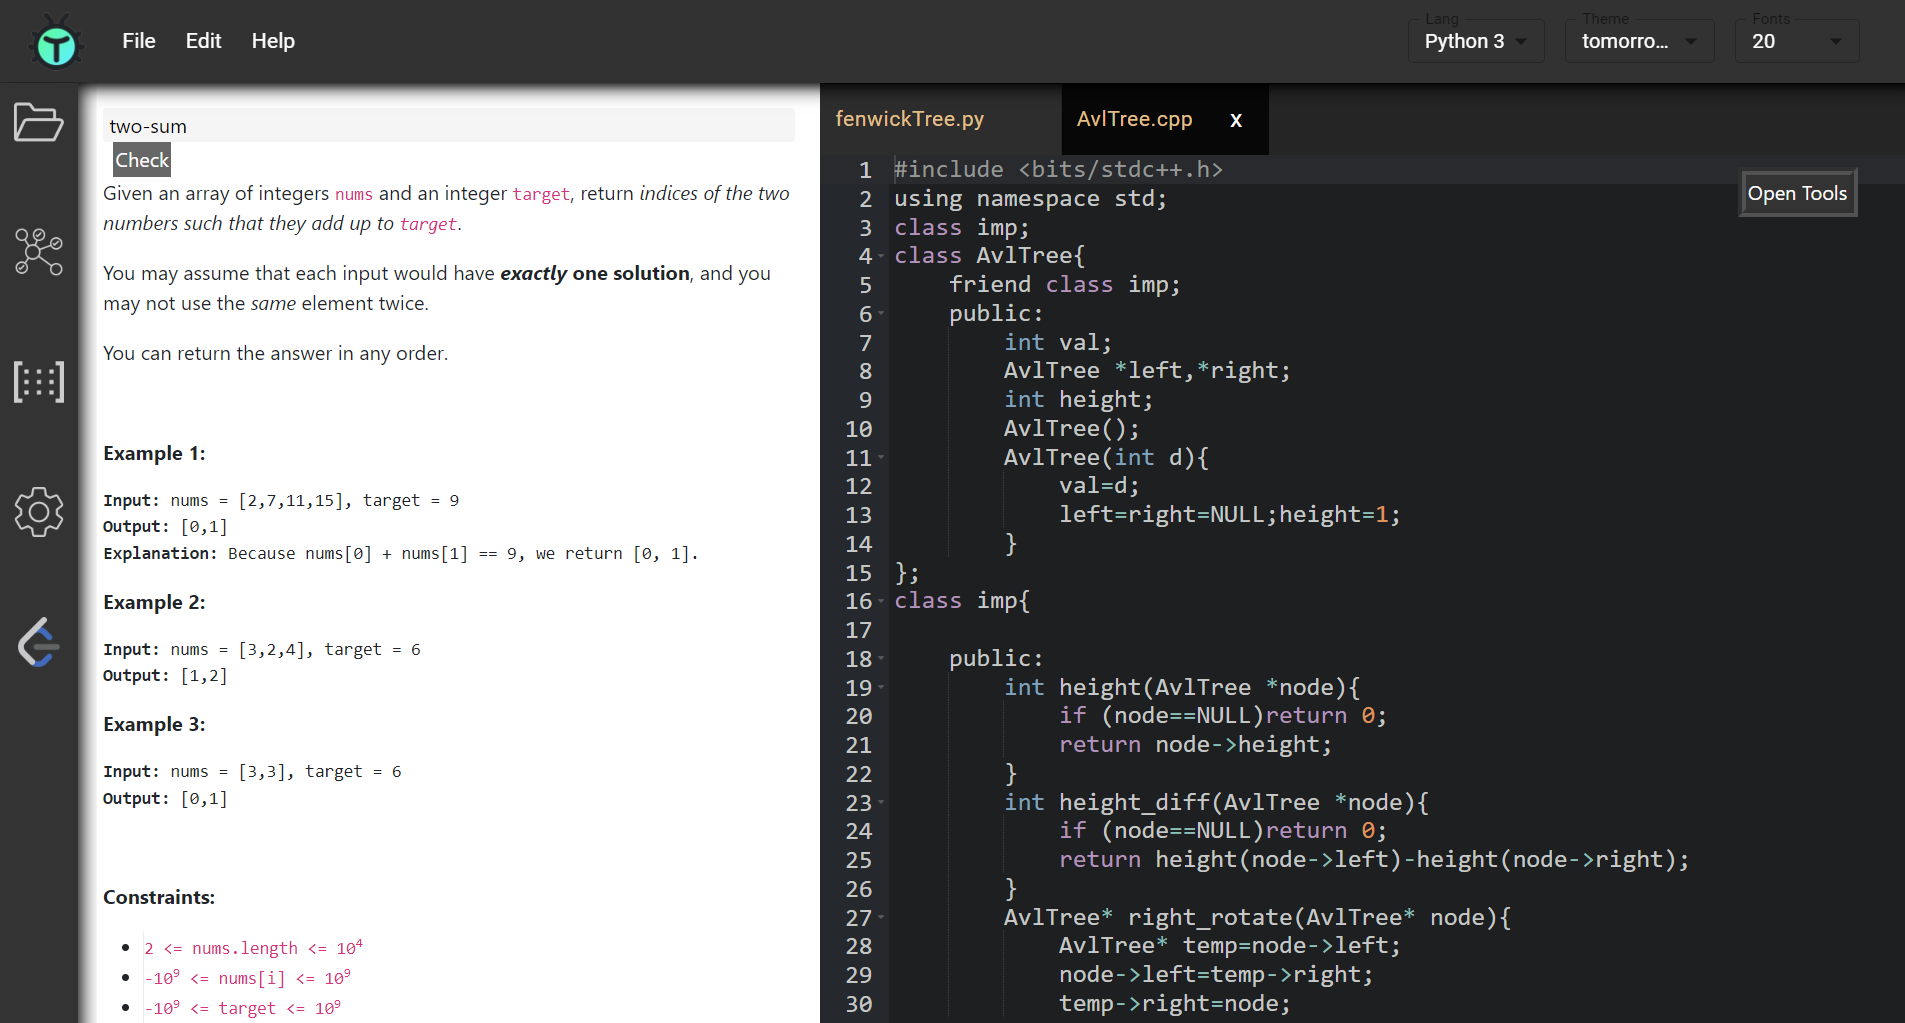 File Edit Help
Lang
Python 3
Theme
tomorro...
Fonts
20
two-sum
Check
Given an array of integers nums and an integer target, return indices of the two
numbers such that they add up to target.
You may assume that each input would have exactly one solution, and you
may not use the same element twice.
You can return the answer in any order.
Example 1:
Input: nums = [2,7,11,15], target = 9
Output: [0,1]
Explanation: Because nums[0] + nums[1] == 9, we return [0, 1].
Example 2:
Input: nums = [3,2,4], target = 6
Output: [1,2]
Example 3:
Input: nums = [3,3], target = 6
Output: [0,1]
Constraints:
• 2 <= nums.length <= 10⁴
• -10⁹ <= nums[i] <= 10⁹
• -10⁹ <= target <= 10⁹
fenwickTree.py AvlTree.cpp x
Open Tools
1 #include <bits/stdc++.h>
2 using namespace std;
3 class imp;
4 class AvlTree{
5     friend class imp;
6     public:
7         int val;
8         AvlTree *left,*right;
9         int height;
10         AvlTree();
11         AvlTree(int d){
12             val=d;
13             left=right=NULL;height=1;
14         }
15 };
16 class imp{
17
18     public:
19         int height(AvlTree *node){
20             if (node==NULL)return 0;
21             return node->height;
22         }
23         int height_diff(AvlTree *node){
24             if (node==NULL)return 0;
25             return height(node->left)-height(node->right);
26         }
27         AvlTree* right_rotate(AvlTree* node){
28             AvlTree* temp=node->left;
29             node->left=temp->right;
30             temp->right=node;